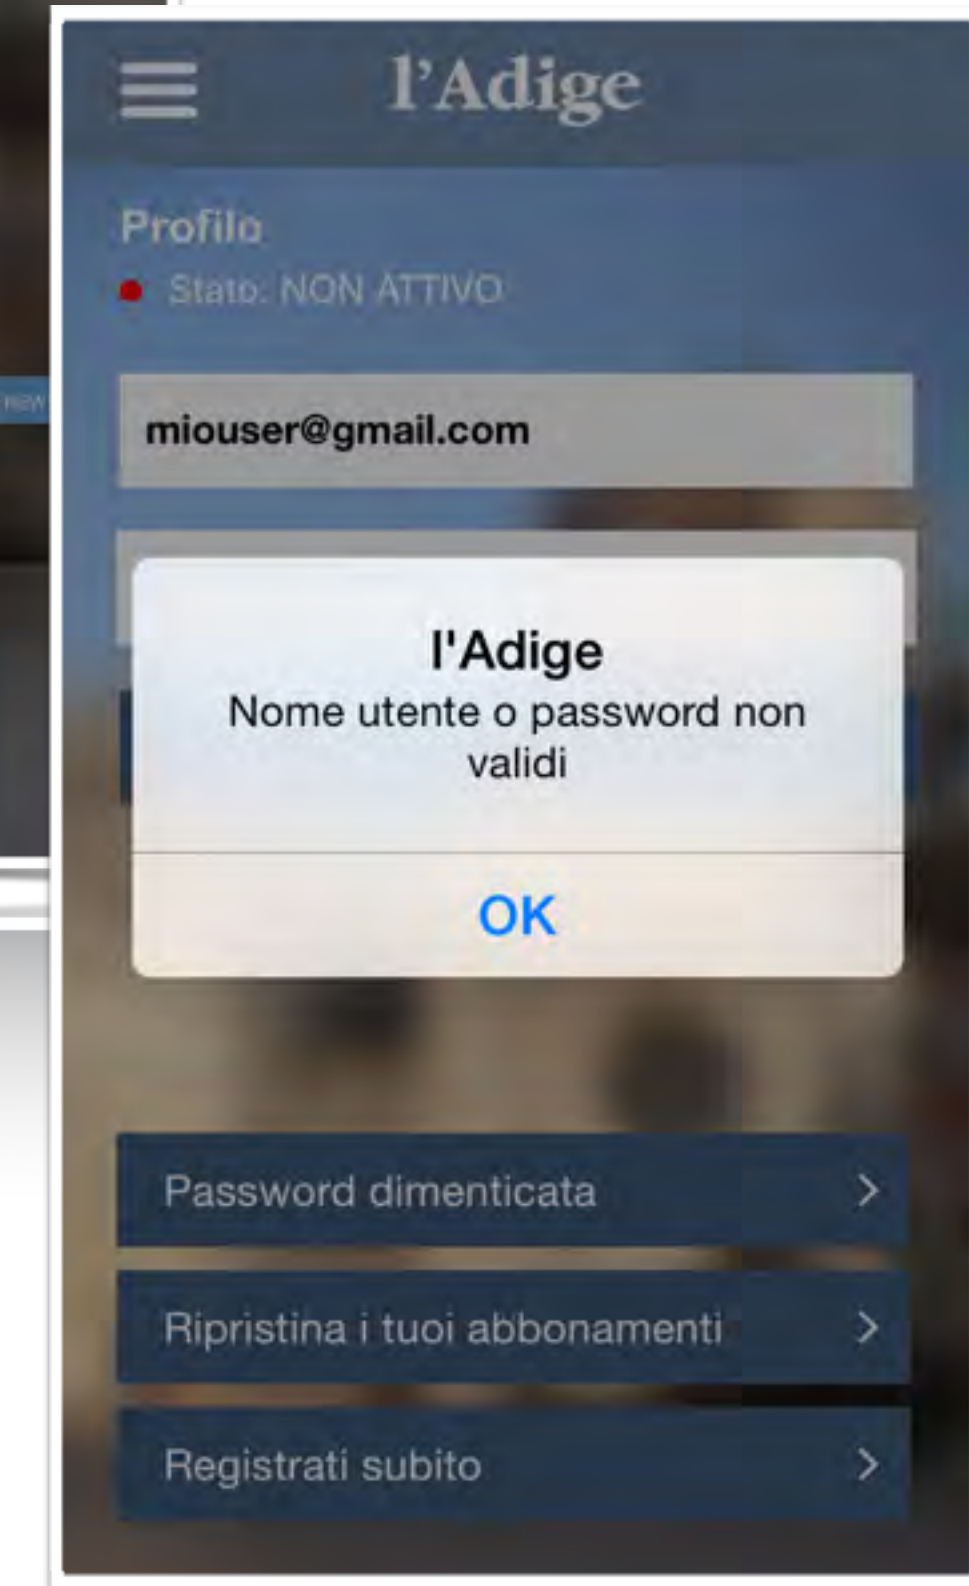 l'Adige
Profilo
Stato: NON ATTIVO
new
miouser@gmail.com
l'Adige
Nome utente o password non
validi
OK
Password dimenticata
Ripristina i tuoi abbonamenti
Registrati subito